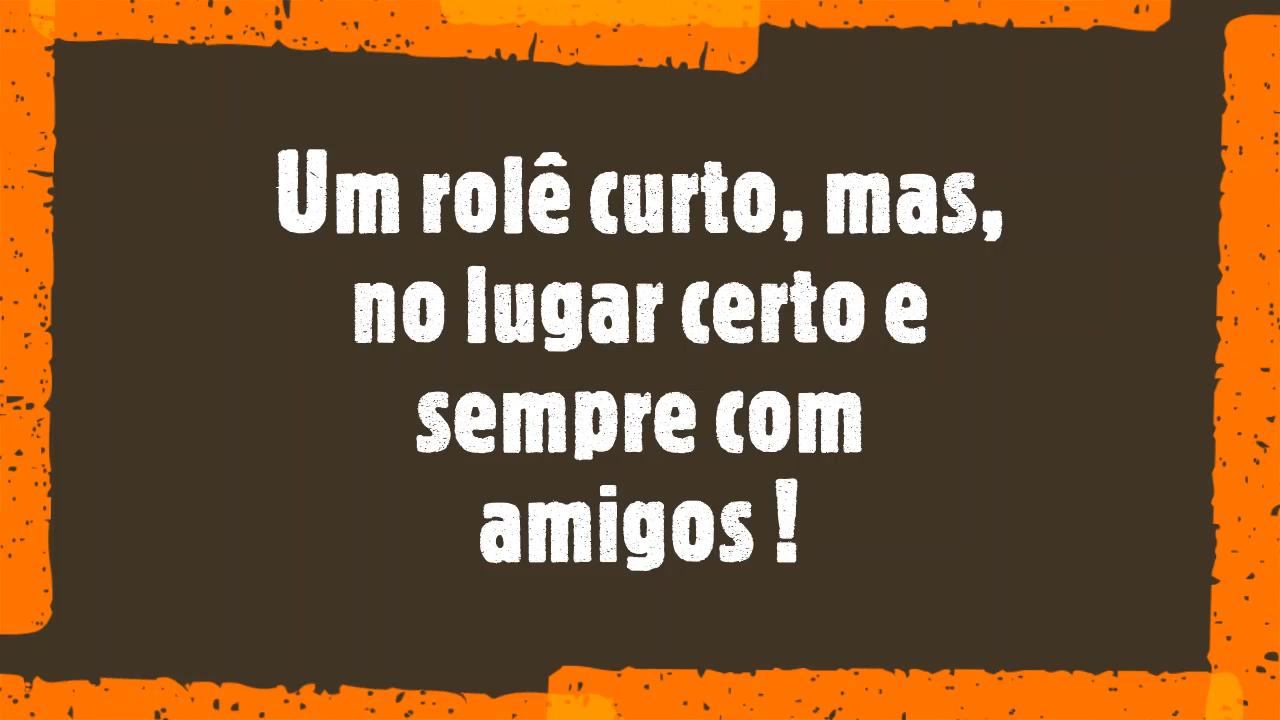 Um rolê curto, mas,
no lugar certo e
sempre com
amigos !